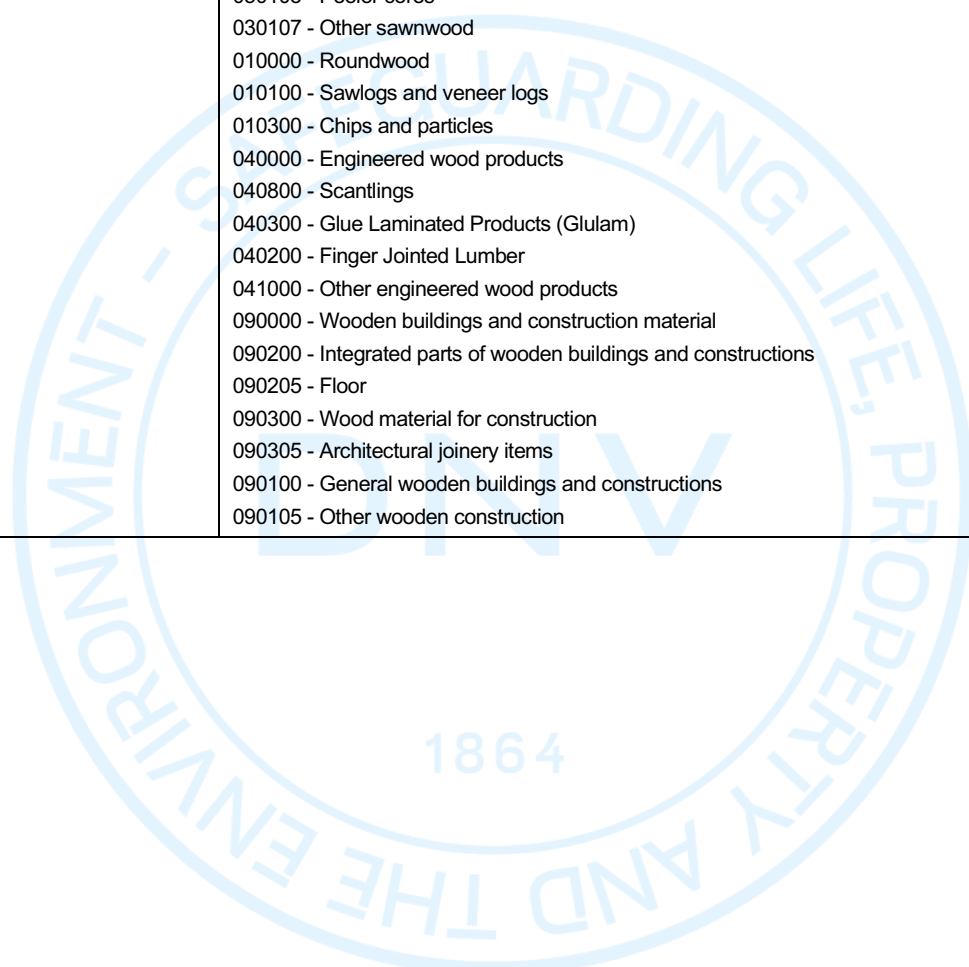 030107 - Other sawnwood
010000 - Roundwood
010100 - Sawlogs and veneer logs
010300 - Chips and particles
040000 - Engineered wood products
040800 - Scantlings
040300 - Glue Laminated Products (Glulam)
040200 - Finger Jointed Lumber
041000 - Other engineered wood products
090000 - Wooden buildings and construction material
090200 - Integrated parts of wooden buildings and constructions
090205 - Floor
090300 - Wood material for construction
090305 - Architectural joinery items
090100 - General wooden buildings and constructions
090105 - Other wooden construction
SAFEGUARDING LIFE, PROPERTY AND THE ENVIRONMENT -
DNV
1864